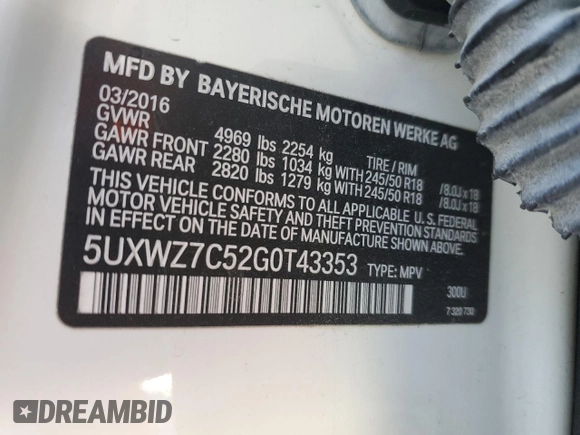 MFD BY BAYERISCHE MOTOREN WERKE AG
03/2016
GVWR 4969 lbs 2254 kg TIRE / RIM
GAWR FRONT 2280 lbs 1034 kg WITH 245/50 R18 /8.0J x 18
GAWR REAR 2820 lbs 1279 kg WITH 245/50 R18 /8.0J x 18
THIS VEHICLE CONFORMS TO ALL APPLICABLE U. S. FEDERAL
MOTOR VEHICLE SAFETY AND THEFT PREVENTION STANDARDS
IN EFFECT ON THE DATE OF MANUFACTURE SHOWN ABOVE.
5UXWZ7C52G0T43353 TYPE: MPV
300U
7 320 730
DREAMBID